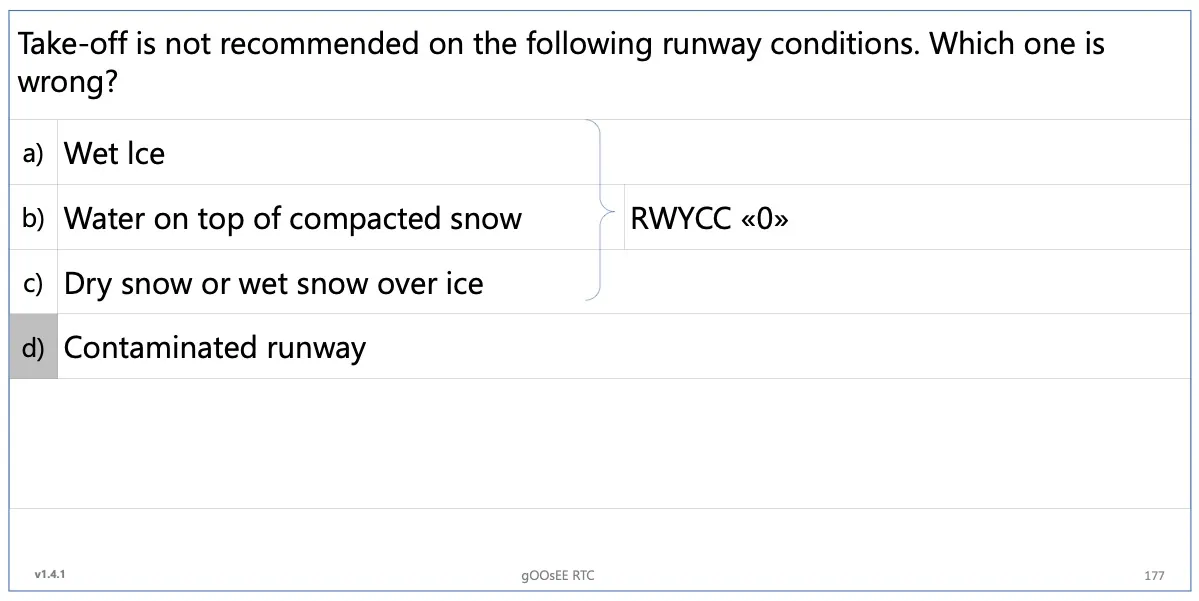 Take-off is not recommended on the following runway conditions. Which one is
wrong?
a) Wet Ice
b) Water on top of compacted snow RWYCC «0»
c) Dry snow or wet snow over ice
d) Contaminated runway
v1.4.1 gOOsEE RTC 177